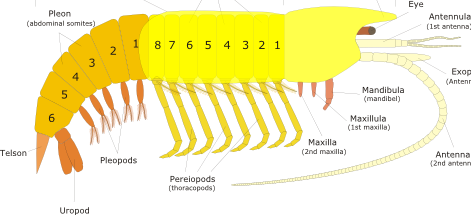 Eye
Pleon
(abdominal somites)
Antennula
(1st antenna)
1
2
3
4
5
6
8 7 6 5 4 3 2 1
Exop
(Antenn
Mandibula
(mandibel)
Maxillula
(1st maxilla)
Maxilla
(2nd maxilla)
Telson
Pleopods
Antenna
(2nd antenn
Pereiopods
(thoracopods)
Uropod